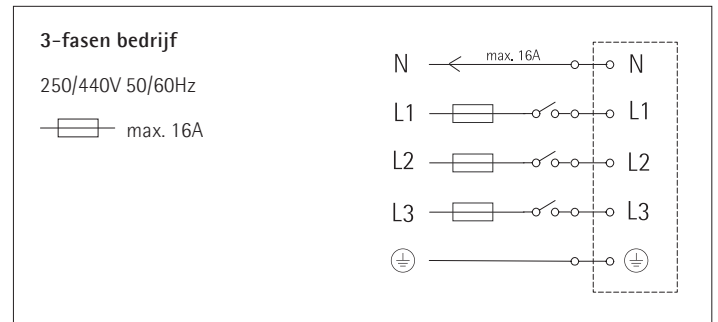 3-fasen bedrijf
250/440V 50/60Hz
max. 16A
N max. 16A N
L1 L1
L2 L2
L3 L3